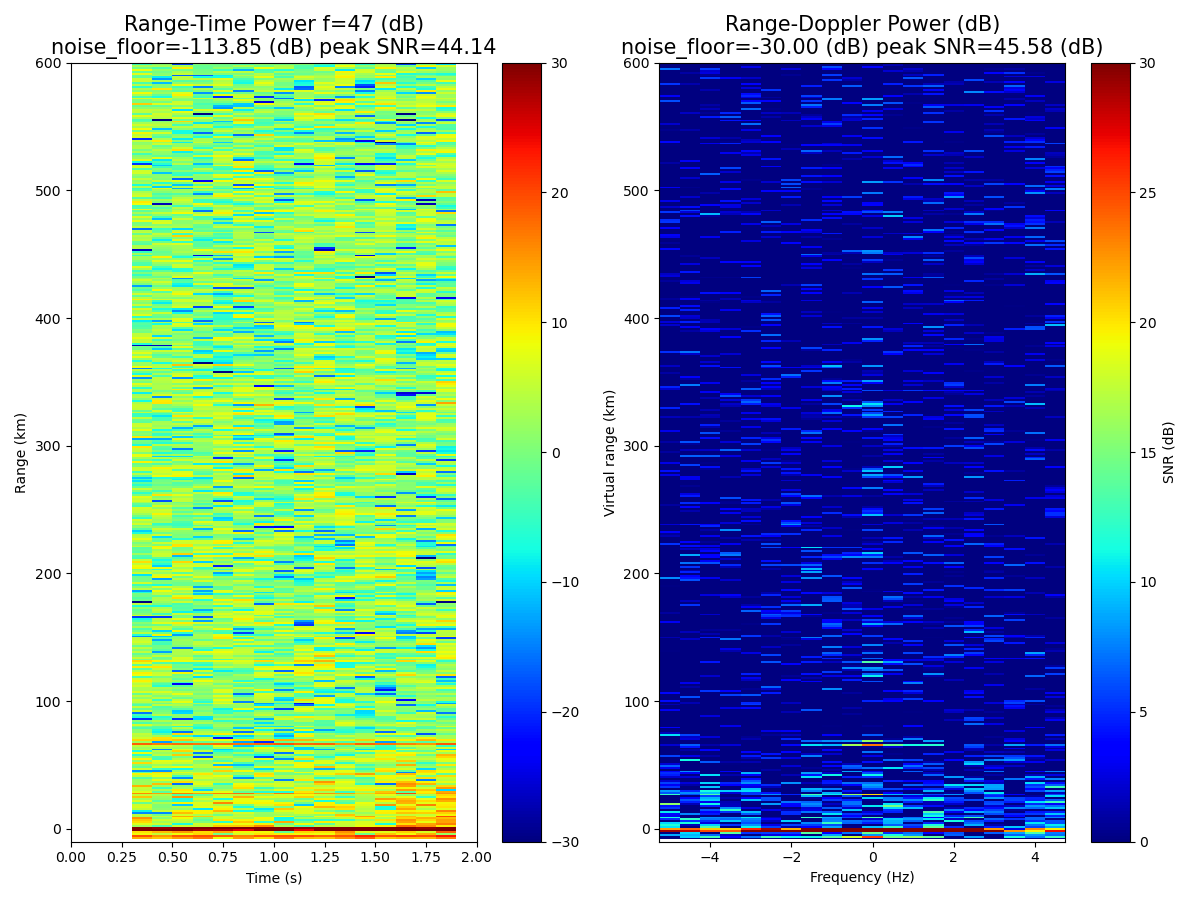 Range-Time Power f=47 (dB)
noise_floor=-113.85 (dB) peak SNR=44.14
600
500
400
300
200
100
0
Range (km)
0.00 0.25 0.50 0.75 1.00 1.25 1.50 1.75 2.00
Time (s)
30
20
10
0
−10
−20
−30
Range-Doppler Power (dB)
noise_floor=-30.00 (dB) peak SNR=45.58 (dB)
600
500
400
300
200
100
0
Virtual range (km)
−4 −2 0 2 4
Frequency (Hz)
30
25
20
15
10
5
0
SNR (dB)